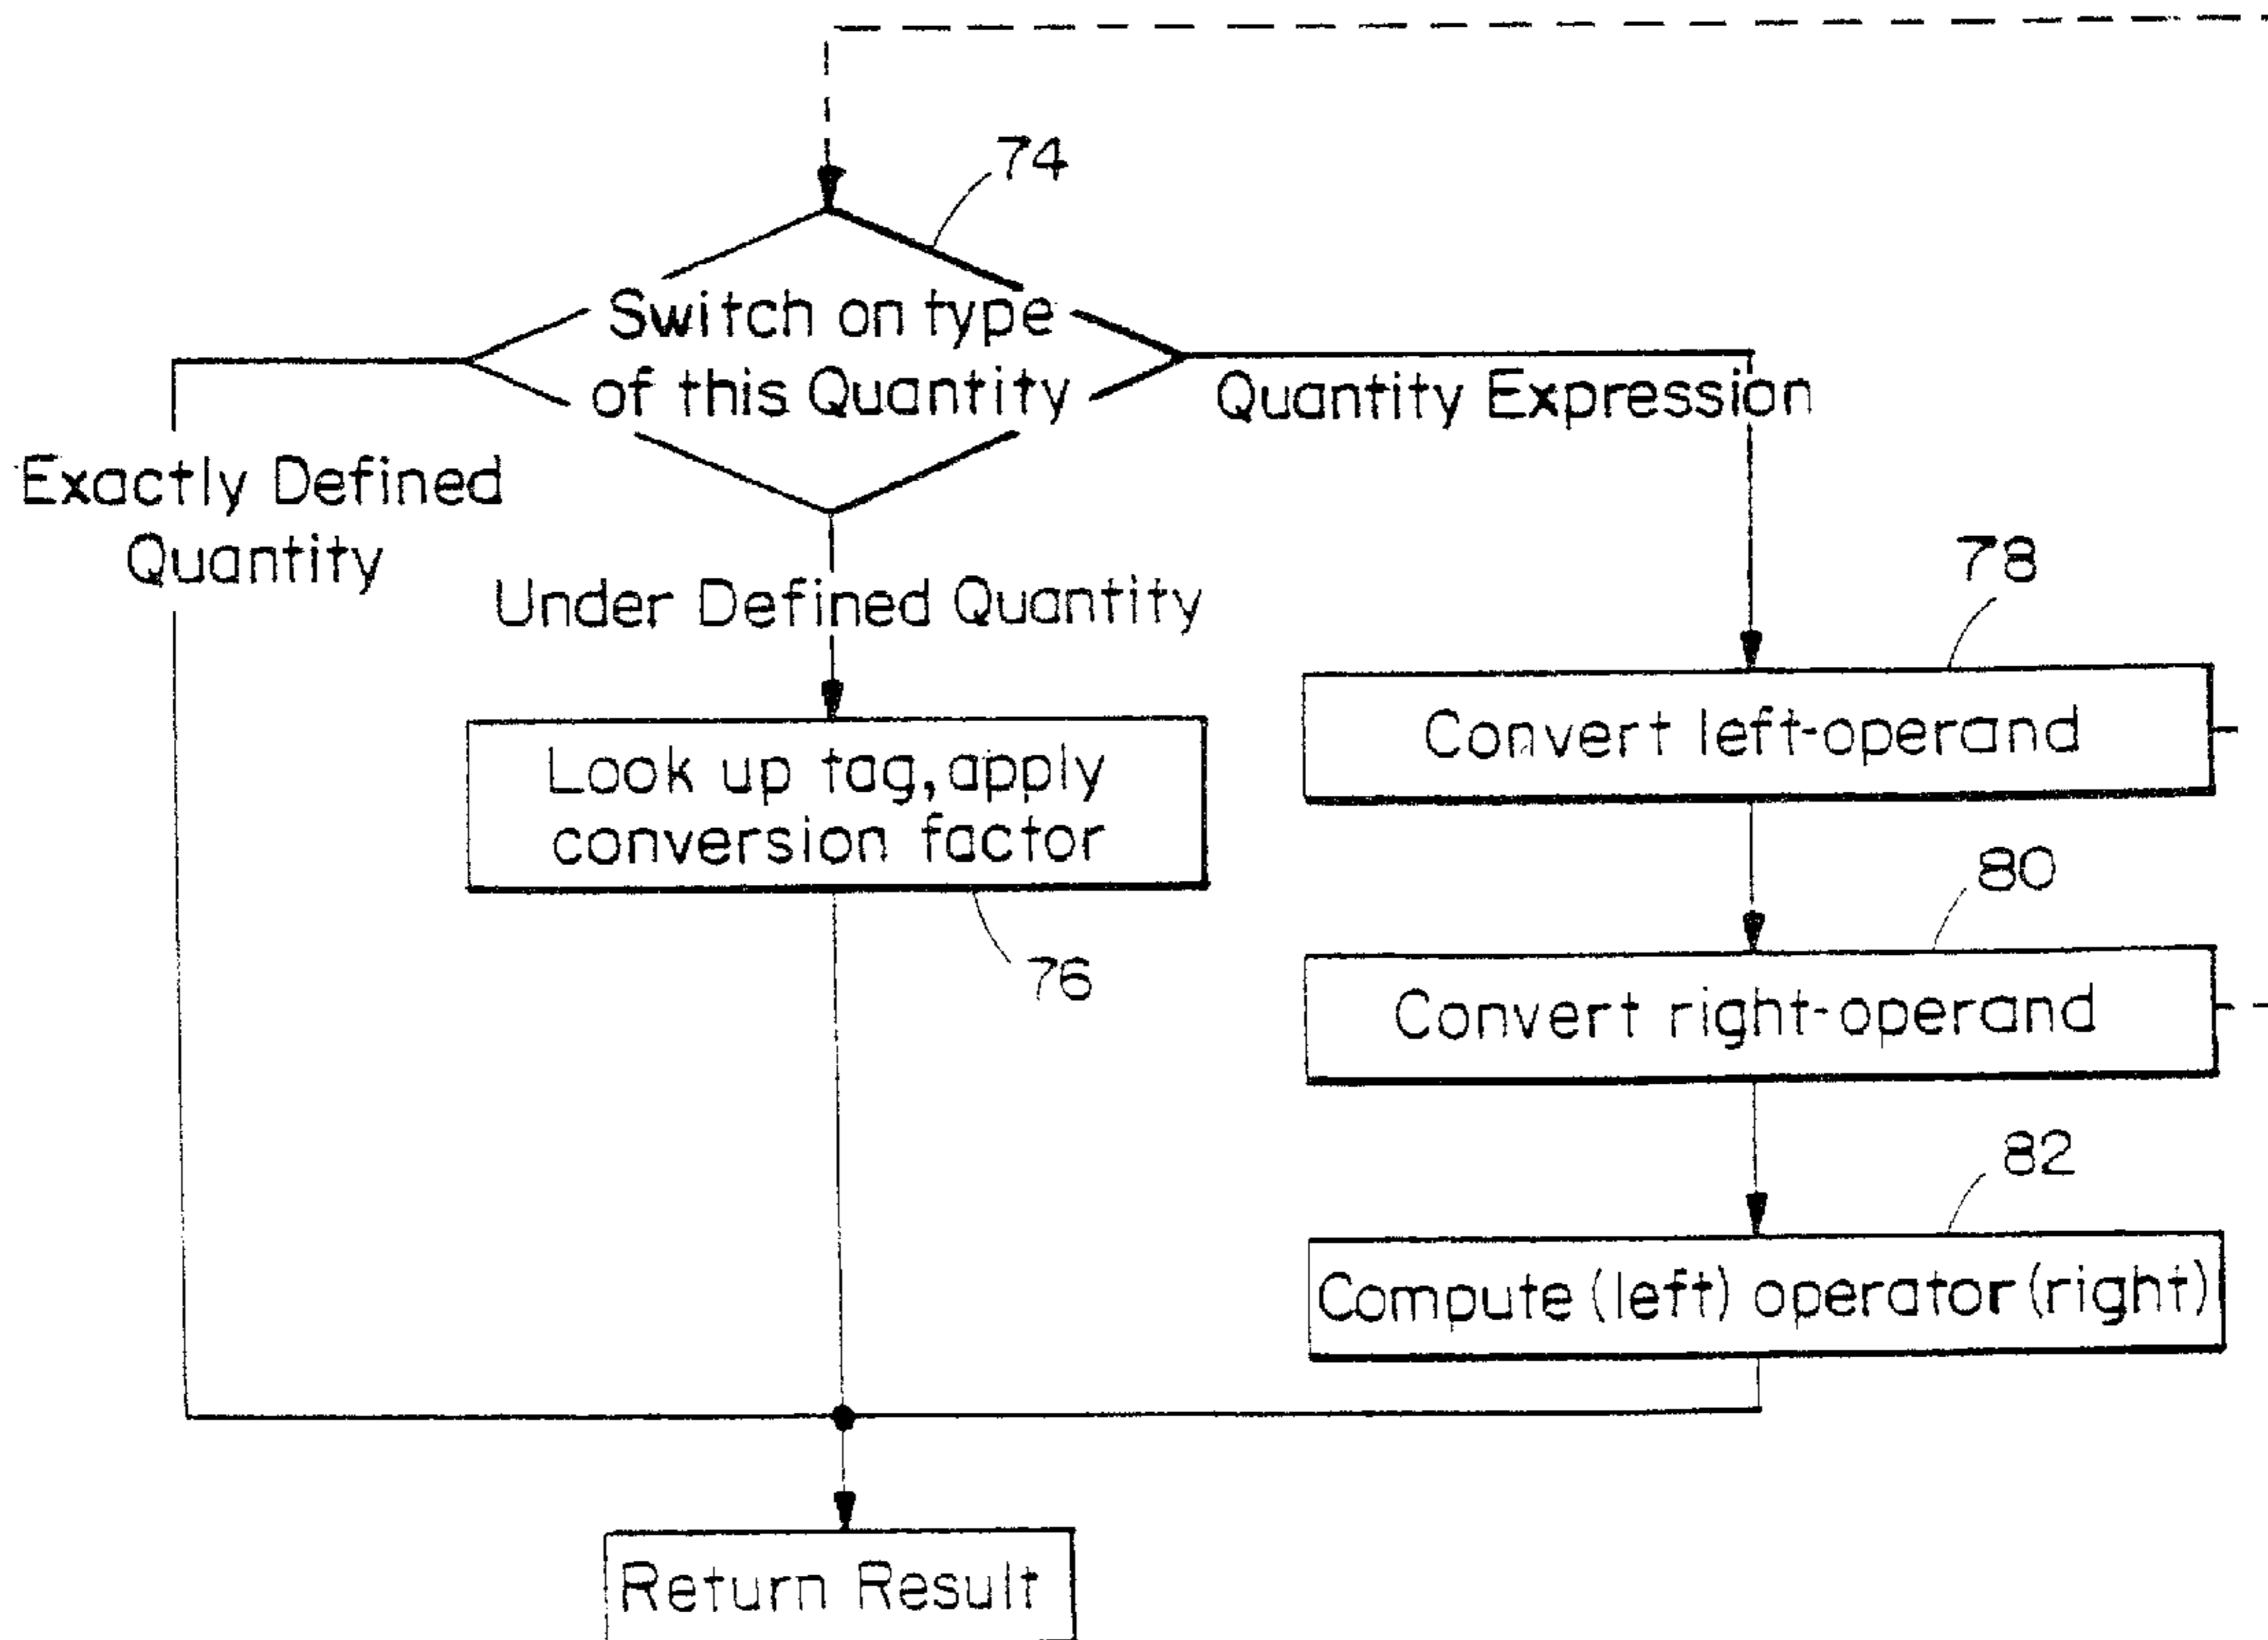 74
Switch on type
of this Quantity
Quantity Expression
Exactly Defined
Quantity
Under Defined Quantity
78
Convert left-operand
Look up tag, apply
conversion factor
76
80
Convert right-operand
82
Compute (left) operator (right)
Return Result